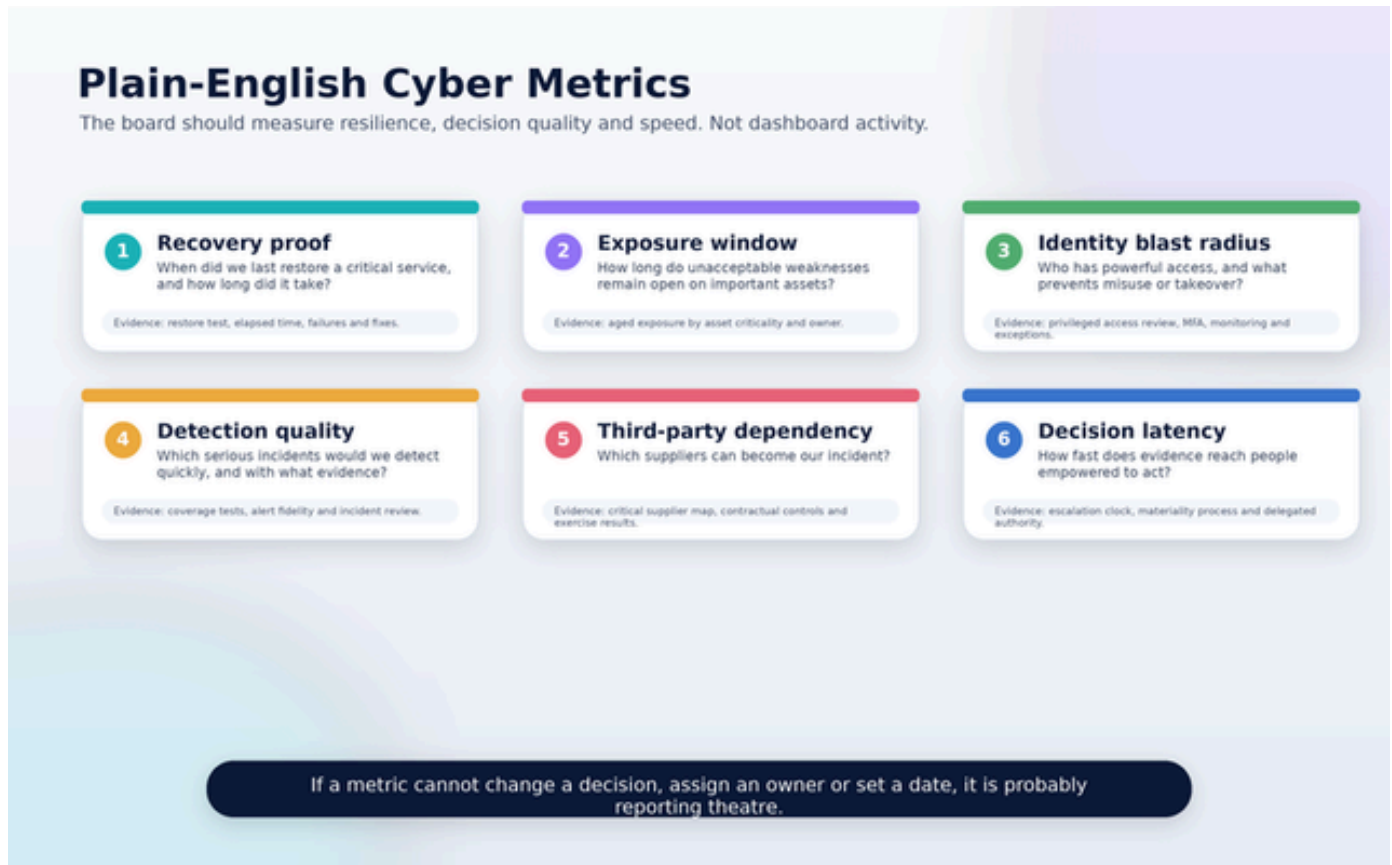 Plain-English Cyber Metrics
The board should measure resilience, decision quality and speed. Not dashboard activity.
1
Recovery proof
When did we last restore a critical service,
and how long did it take?
Evidence: restore test, elapsed time, failures and fixes.
2
Exposure window
How long do unacceptable weaknesses
remain open on important assets?
Evidence: aged exposure by asset criticality and owner.
3
Identity blast radius
Who has powerful access, and what
prevents misuse or takeover?
Evidence: privileged access review, MFA, monitoring and
exceptions.
4
Detection quality
Which serious incidents would we detect
quickly, and with what evidence?
Evidence: coverage tests, alert fidelity and incident review.
5
Third-party dependency
Which suppliers can become our incident?
Evidence: critical supplier map, contractual controls and
exercise results.
6
Decision latency
How fast does evidence reach people
empowered to act?
Evidence: escalation clock, materiality process and delegated
authority.
If a metric cannot change a decision, assign an owner or set a date, it is probably
reporting theatre.